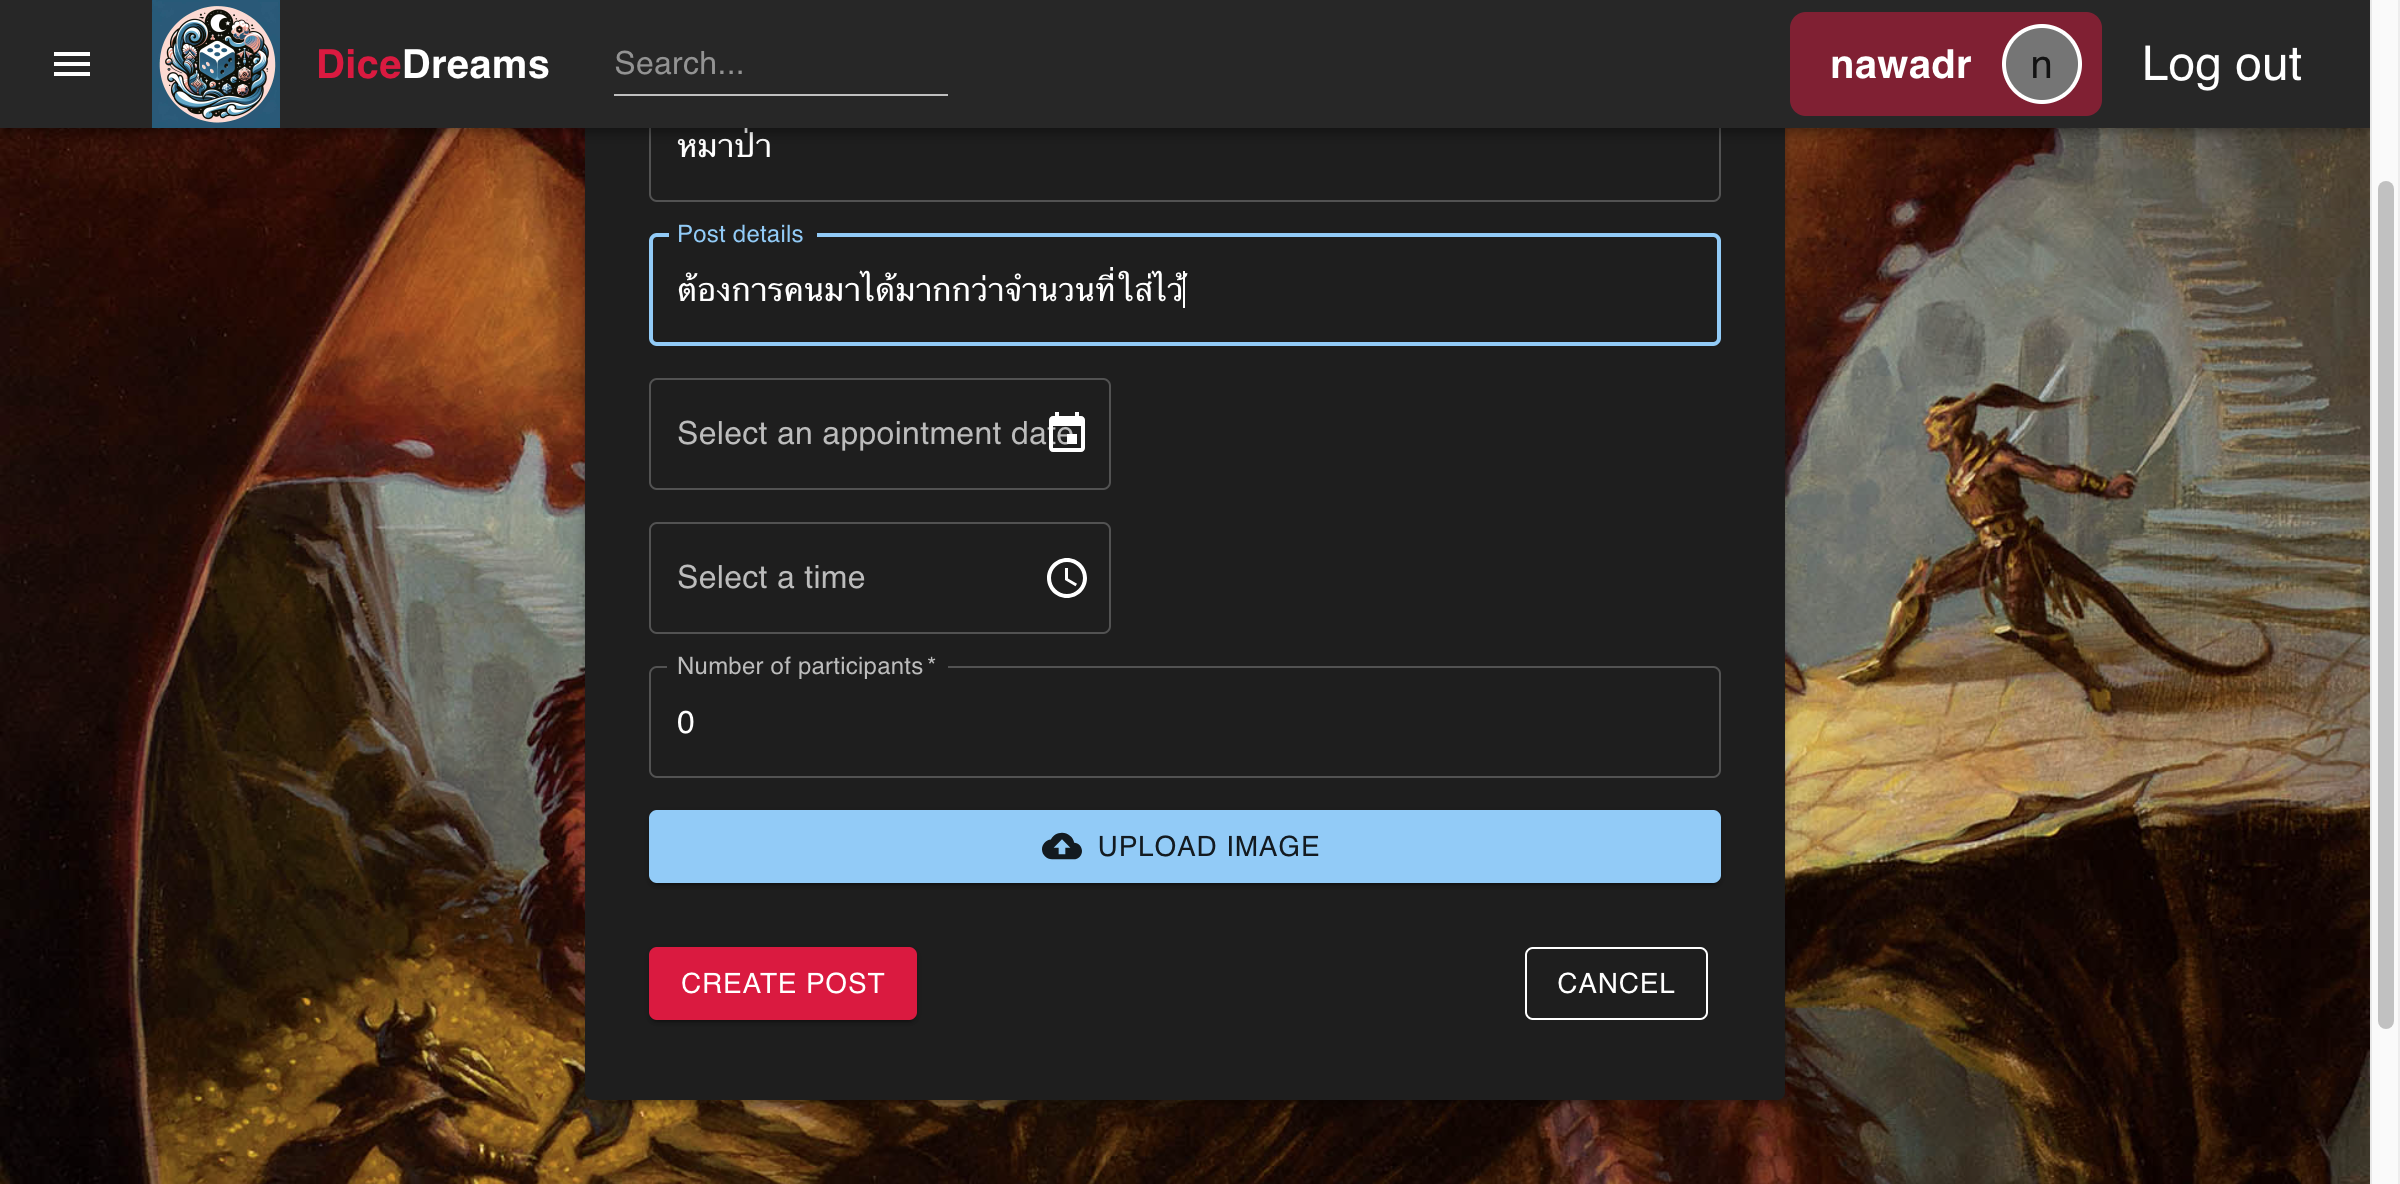 DiceDreams
Search...
nawadr
n
Log out
หมาป่า
Post details
ต้องการคนมาได้มากกว่าจำนวนที่ใส่ไว้
Select an appointment date
Select a time
Number of participants *
0
UPLOAD IMAGE
CREATE POST
CANCEL